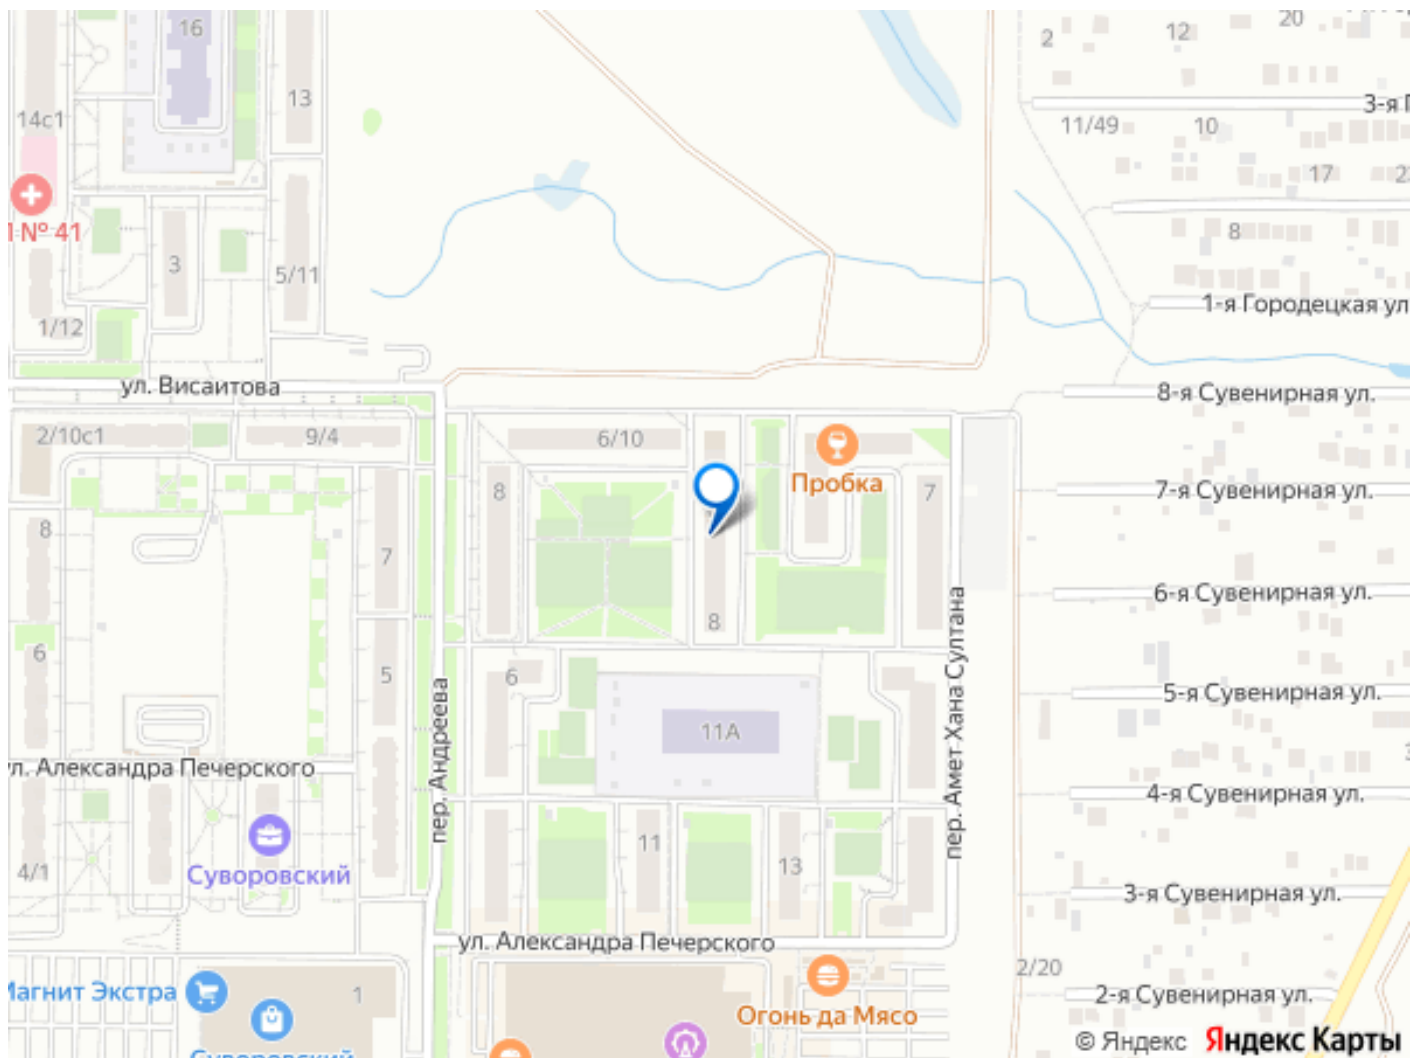 16
2
12
20
13
14с1
3-я Г
11/49
10
17
2
№ 41
8
3
5/11
1-я Городецкая ул
1/12
ул. Висаитова
8-я Сувенирная ул.
2/10с1
9/4
6/10
Пробка
8
7
7-я Сувенирная ул.
8
7
6-я Сувенирная ул.
8
пер. Амет Хана Султана
6
5
6
5-я Сувенирная ул.
пер. Андреева
11А
ул. Александра Печерского
4-я Сувенирная ул.
11
4/1
Суворовский
13
3-я Сувенирная ул.
ул. Александра Печерского
2/20
Магнит Экстра
1
2-я Сувенирная ул.
Огонь да Мясо
© Яндекс Яндекс Карты
Суворовский